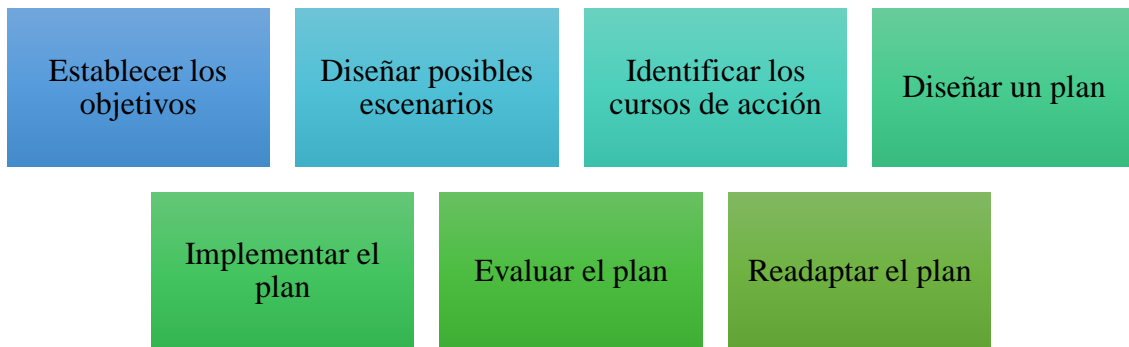 Establecer los
objetivos
Diseñar posibles
escenarios
Identificar los
cursos de acción
Diseñar un plan
Implementar el
plan
Evaluar el plan
Readaptar el plan